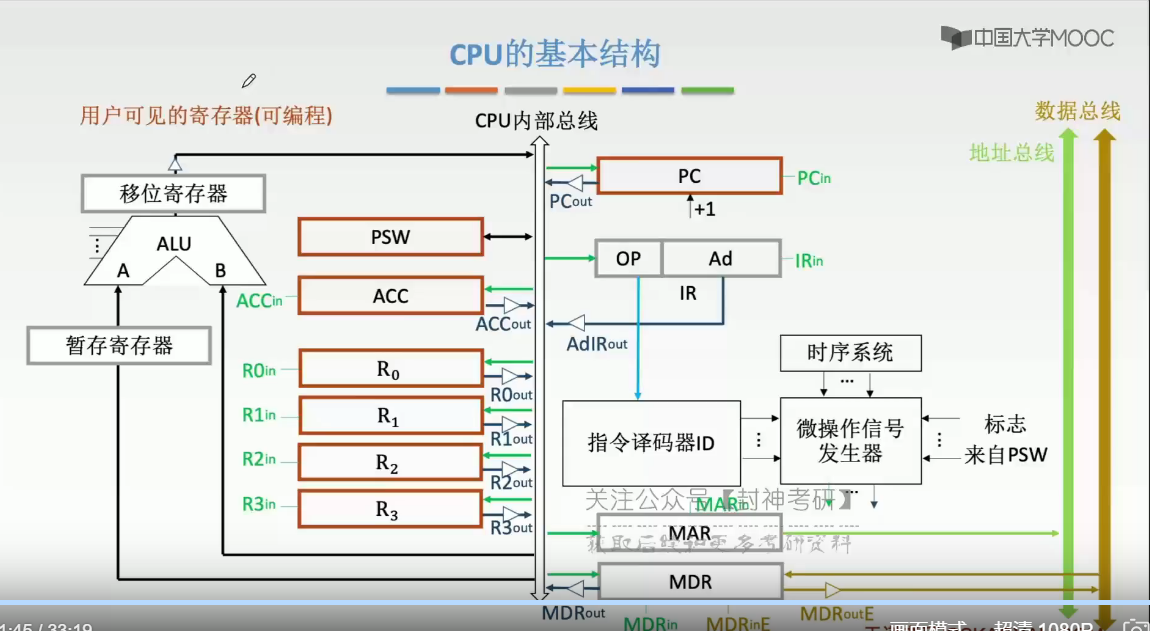 中国大学MOOC
CPU的基本结构
用户可见的寄存器(可编程)
CPU内部总线
数据总线
地址总线
移位寄存器
PC
PCin
PCout
+1
ALU
A
B
PSW
OP
Ad
IRin
IR
ACCin
ACC
ACCout
AdIRout
暂存寄存器
时序系统
...
R0in
R0
R0out
R1in
R1
R1out
指令译码器ID
微操作信号
发生器
标志
来自PSW
R2in
R2
R2out
R3in
R3
R3out
关注公众号【封神考研】
MARin
MAR
获取后续和更多考研资料
MDR
MDRout
MDRin
MDRinE
MDRoutE
1:45 / 33:19
画面模式
超清 1080P